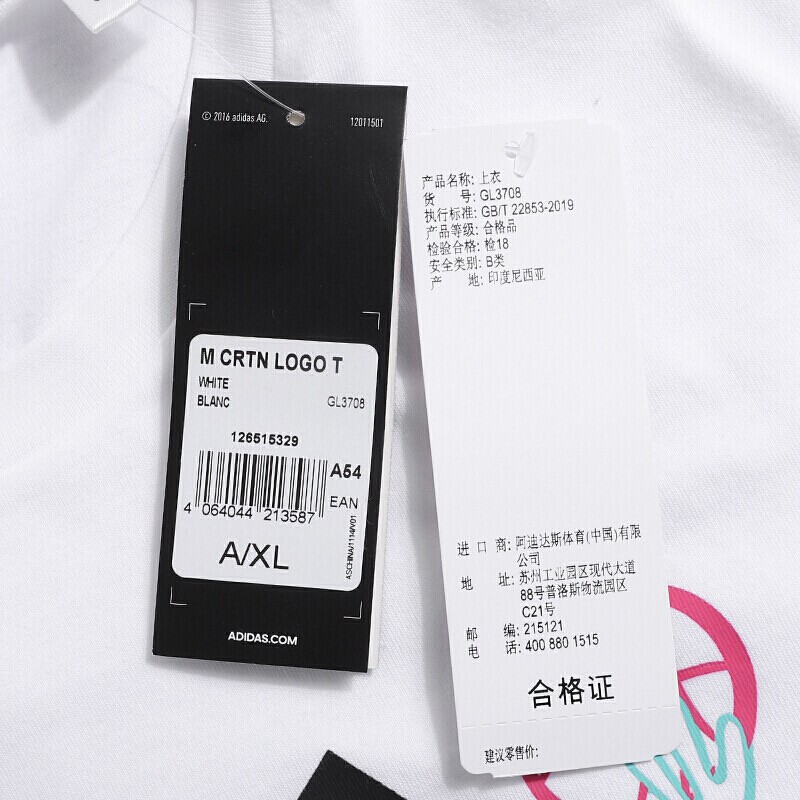 © 2016 adidas AG.
12011501
M CRTN LOGO T
WHITE
BLANC
GL3708
126515329
A54
EAN
4 064044 213587
A/XL
ASCHINA/1114/V01
ADIDAS.COM
产品名称: 上衣
货 号: GL3708
执行标准: GB/T 22853-2019
产品等级: 合格品
检验合格: 检18
安全类别: B类
产 地: 印度尼西亚
进 口 商: 阿迪达斯体育(中国)有限
公司
地 址: 苏州工业园区现代大道
88号普洛斯物流园区
C21号
邮 编: 215121
电 话: 400 880 1515
合格证
建议零售价: